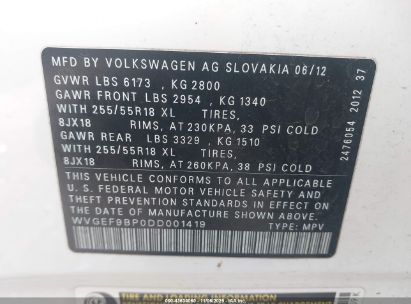 MFD BY VOLKSWAGEN AG SLOVAKIA 06/12
GVWR LBS 6173 , KG 2800
GAWR FRONT LBS 2954 , KG 1340
WITH 255/55R18 XL TIRES,
8JX18 RIMS, AT 230KPA, 33 PSI COLD
GAWR REAR LBS 3329 , KG 1510
WITH 255/55R18 XL TIRES,
8JX18 RIMS, AT 260KPA, 38 PSI COLD
THIS VEHICLE CONFORMS TO ALL APPLICABLE
U.S. FEDERAL MOTOR VEHICLE SAFETY AND
THEFT PREVENTION STANDARDS IN EFFECT ON
THE DATE OF MANUFACTURE SHOWN ABOVE.
WVGEF9BP0DD001419 TYPE: MPV
2476054 2012 37
TIRE AND LOADING INFORMATION